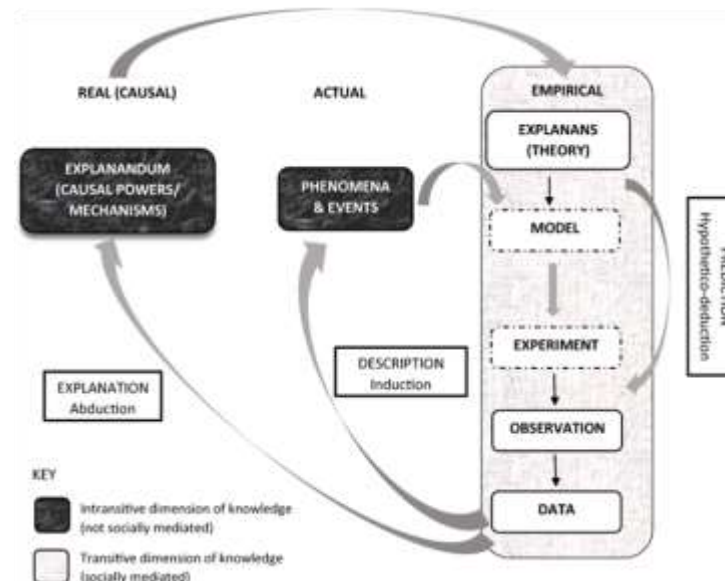 REAL (CAUSAL)
ACTUAL
EMPIRICAL
EXPLANANS
(THEORY)
EXPLANANDUM
(CAUSAL POWERS/
MECHANISMS)
PHENOMENA
& EVENTS
MODEL
PREDICTION
Hypothetico-deduction
EXPERIMENT
DESCRIPTION
Induction
EXPLANATION
Abduction
OBSERVATION
DATA
KEY
Intransitive dimension of knowledge
(not socially mediated)
Transitive dimension of knowledge
(socially mediated)